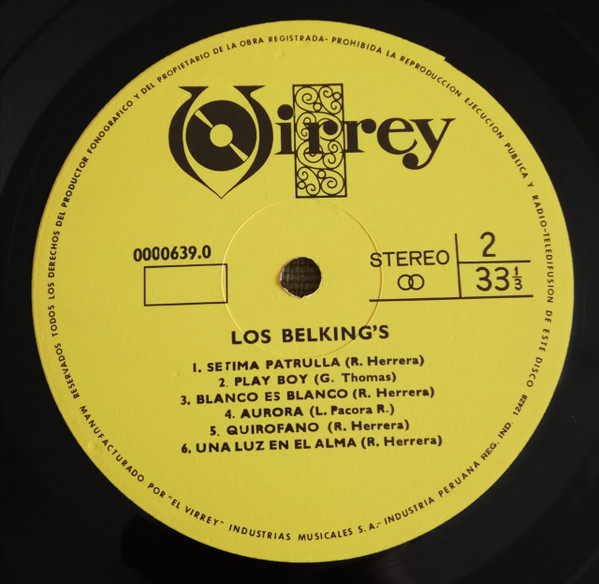 RESERVADOS TODOS LOS DERECHOS DEL PRODUCTOR FONOGRAFICO Y DEL PROPIETARIO DE LA OBRA REGISTRADA- PROHIBIDA LA REPRODUCCION EJECUCION PUBLICA Y RADIO-TELEDIFUSION DE ESTE DISCO
Virrey
0000639.0
STEREO 2
33 1/3
LOS BELKING'S
1. SETIMA PATRULLA (R. Herrera)
2. PLAY BOY (G. Thomas)
3. BLANCO ES BLANCO (R. Herrera)
4. AURORA (L. Pacora R.)
5. QUIROFANO (R. Herrera)
6. UNA LUZ EN EL ALMA (R. Herrera)
MANUFACTURADO POR "EL VIRREY" INDUSTRIAS MUSICALES S.A.- INDUSTRIA PERUANA REG. IND. 12428